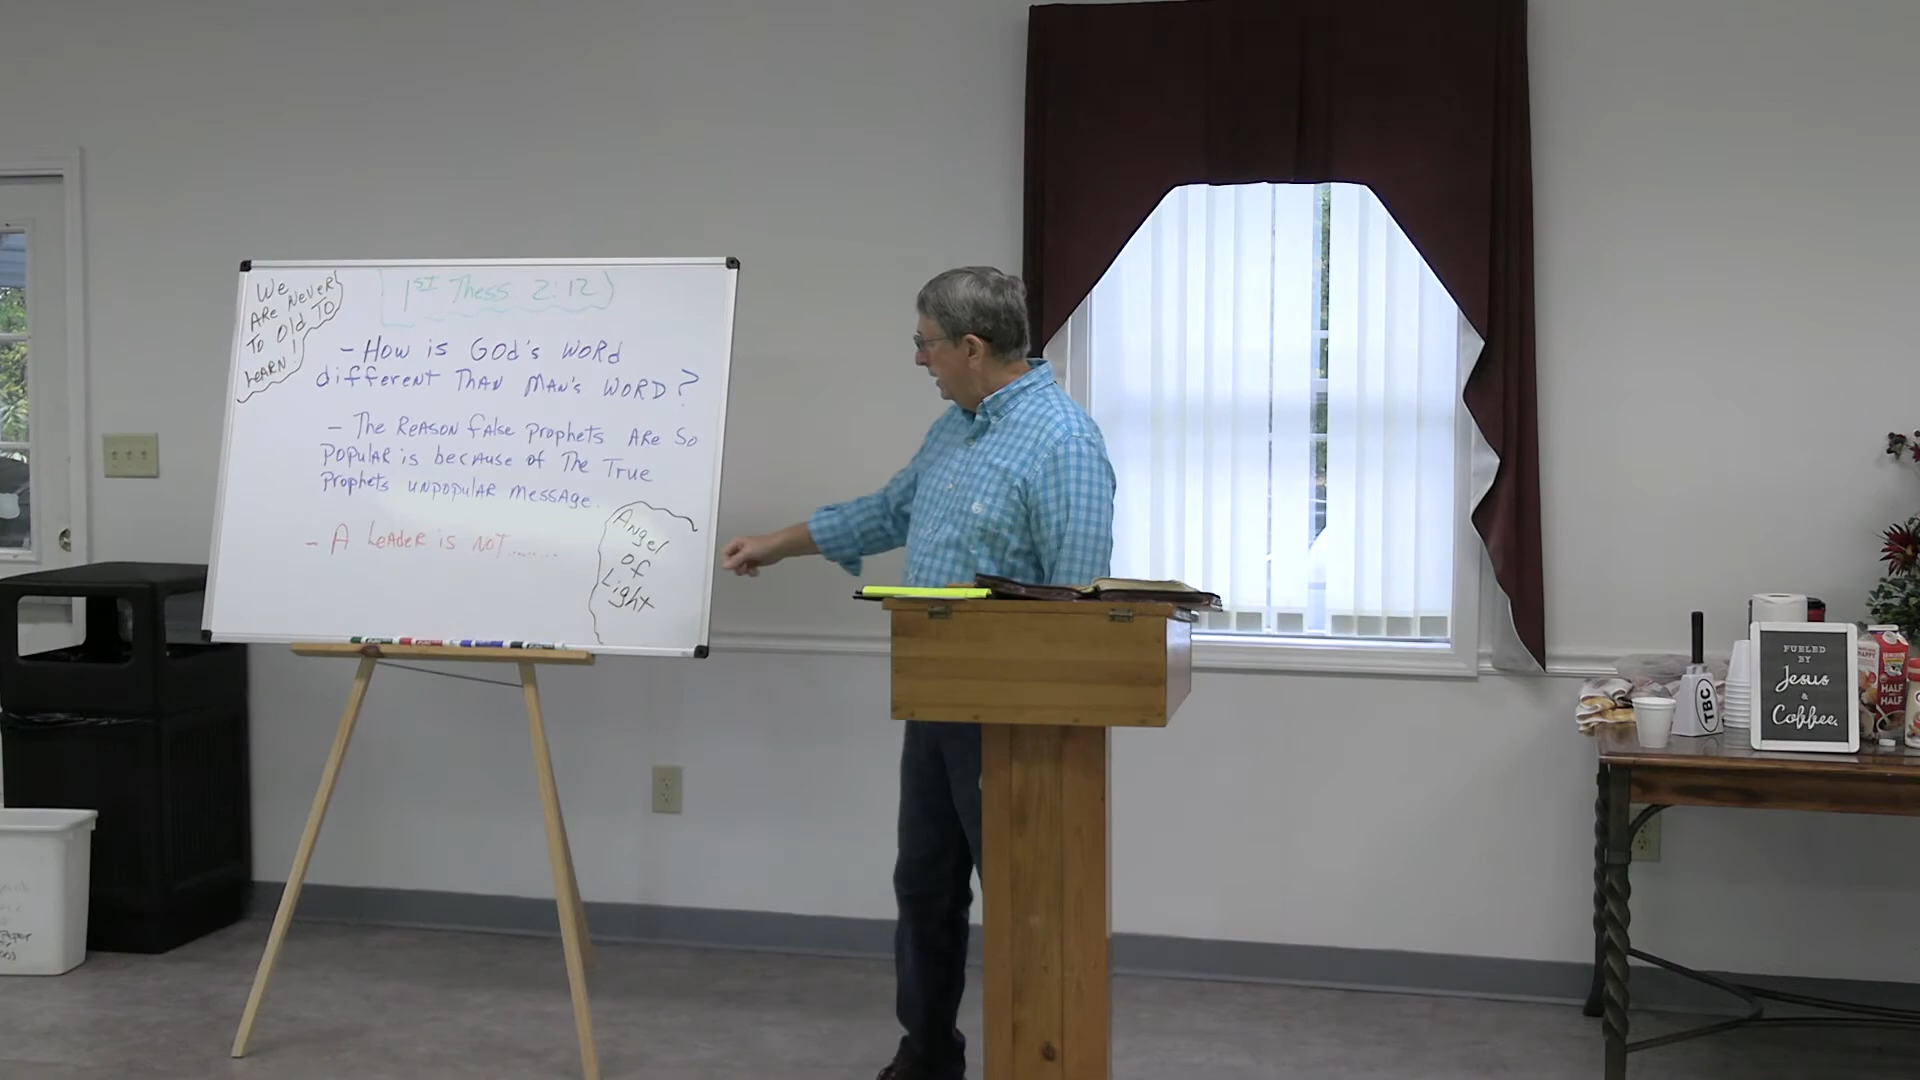 We
ARe NeveR
To Old TO
LeARN!
1ST Thess 2:12
- How is God's WORd
different THAN MAN's WORD?
- The REASON fAlse prophets ARe So
popULAR is becAuse of The True
prophets unpopulAR messAge.
- A LeADeR is NOT........
Angel
of
Light
FUELED
BY
Jesus
&
Coffee.
TBC
HALF
HALF